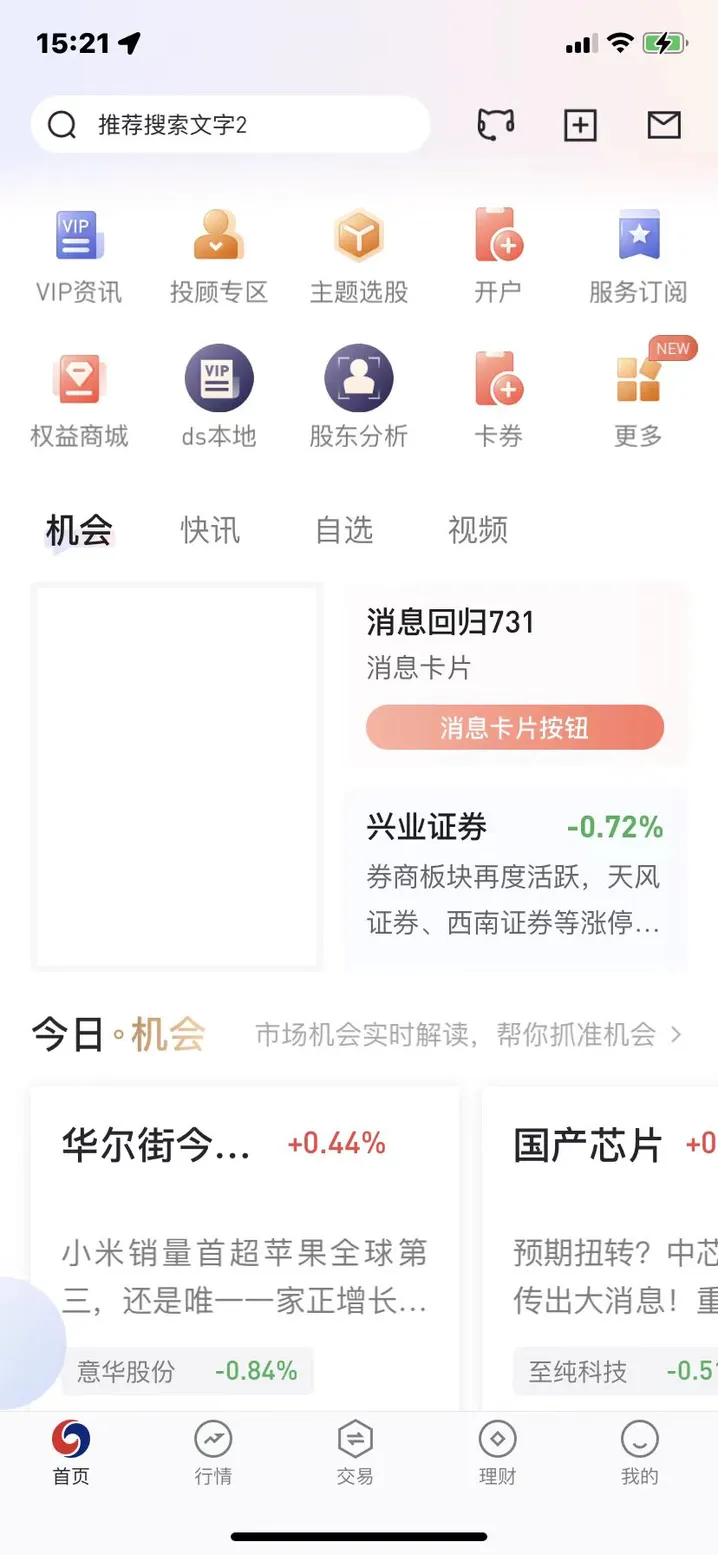 15:21
推荐搜索文字2
VIP
VIP资讯
投顾专区
主题选股
开户
服务订阅
NEW
权益商城
VIP
ds本地
股东分析
卡券
更多
机会 快讯 自选 视频
消息回归731
消息卡片
消息卡片按钮
兴业证券 -0.72%
券商板块再度活跃，天风
证券、西南证券等涨停...
今日 机会 市场机会实时解读，帮你抓准机会
华尔街今... +0.44%
小米销量首超苹果全球第
三，还是唯一一家正增长...
意华股份 -0.84%
国产芯片 +0
预期扭转？中芯
传出大消息！重
至纯科技 -0.5
首页 行情 交易 理财 我的